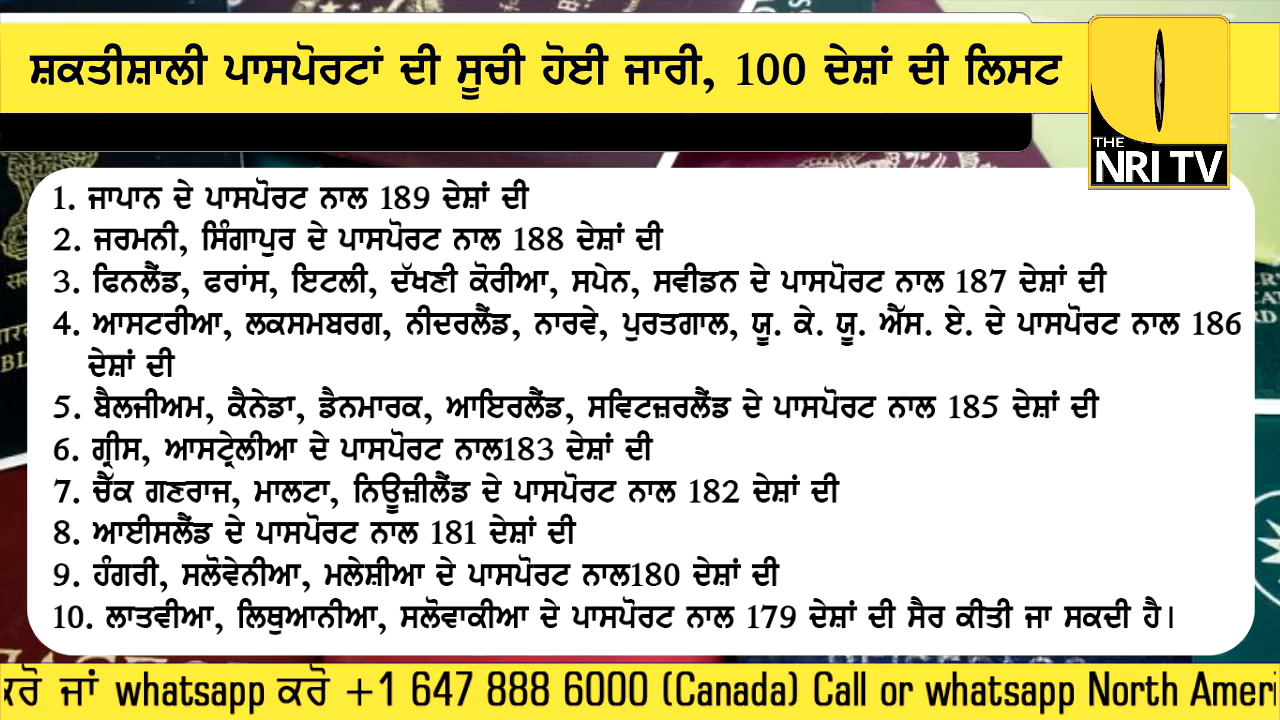 ਸ਼ਕਤੀਸ਼ਾਲੀ ਪਾਸਪੋਰਟਾਂ ਦੀ ਸੂਚੀ ਹੋਈ ਜਾਰੀ, 100 ਦੇਸ਼ਾਂ ਦੀ ਲਿਸਟ
THE
NRI TV
1. ਜਾਪਾਨ ਦੇ ਪਾਸਪੋਰਟ ਨਾਲ 189 ਦੇਸ਼ਾਂ ਦੀ
2. ਜਰਮਨੀ, ਸਿੰਗਾਪੁਰ ਦੇ ਪਾਸਪੋਰਟ ਨਾਲ 188 ਦੇਸ਼ਾਂ ਦੀ
3. ਫਿਨਲੈਂਡ, ਫਰਾਂਸ, ਇਟਲੀ, ਦੱਖਣੀ ਕੋਰੀਆ, ਸਪੇਨ, ਸਵੀਡਨ ਦੇ ਪਾਸਪੋਰਟ ਨਾਲ 187 ਦੇਸ਼ਾਂ ਦੀ
4. ਆਸਟਰੀਆ, ਲਕਸਮਬਰਗ, ਨੀਦਰਲੈਂਡ, ਨਾਰਵੇ, ਪੁਰਤਗਾਲ, ਯੂ. ਕੇ. ਯੂ. ਐੱਸ. ਏ. ਦੇ ਪਾਸਪੋਰਟ ਨਾਲ 186
ਦੇਸ਼ਾਂ ਦੀ
5. ਬੈਲਜੀਅਮ, ਕੈਨੇਡਾ, ਡੈਨਮਾਰਕ, ਆਇਰਲੈਂਡ, ਸਵਿਟਜ਼ਰਲੈਂਡ ਦੇ ਪਾਸਪੋਰਟ ਨਾਲ 185 ਦੇਸ਼ਾਂ ਦੀ
6. ਗ੍ਰੀਸ, ਆਸਟ੍ਰੇਲੀਆ ਦੇ ਪਾਸਪੋਰਟ ਨਾਲ183 ਦੇਸ਼ਾਂ ਦੀ
7. ਚੈੱਕ ਗਣਰਾਜ, ਮਾਲਟਾ, ਨਿਊਜ਼ੀਲੈਂਡ ਦੇ ਪਾਸਪੋਰਟ ਨਾਲ 182 ਦੇਸ਼ਾਂ ਦੀ
8. ਆਈਸਲੈਂਡ ਦੇ ਪਾਸਪੋਰਟ ਨਾਲ 181 ਦੇਸ਼ਾਂ ਦੀ
9. ਹੰਗਰੀ, ਸਲੋਵੇਨੀਆ, ਮਲੇਸ਼ੀਆ ਦੇ ਪਾਸਪੋਰਟ ਨਾਲ180 ਦੇਸ਼ਾਂ ਦੀ
10. ਲਾਤਵੀਆ, ਲਿਥੁਆਨੀਆ, ਸਲੋਵਾਕੀਆ ਦੇ ਪਾਸਪੋਰਟ ਨਾਲ 179 ਦੇਸ਼ਾਂ ਦੀ ਸੈਰ ਕੀਤੀ ਜਾ ਸਕਦੀ ਹੈ।
ਕਰੋ ਜਾਂ whatsapp ਕਰੋ +1 647 888 6000 (Canada) Call or whatsapp North Ameri